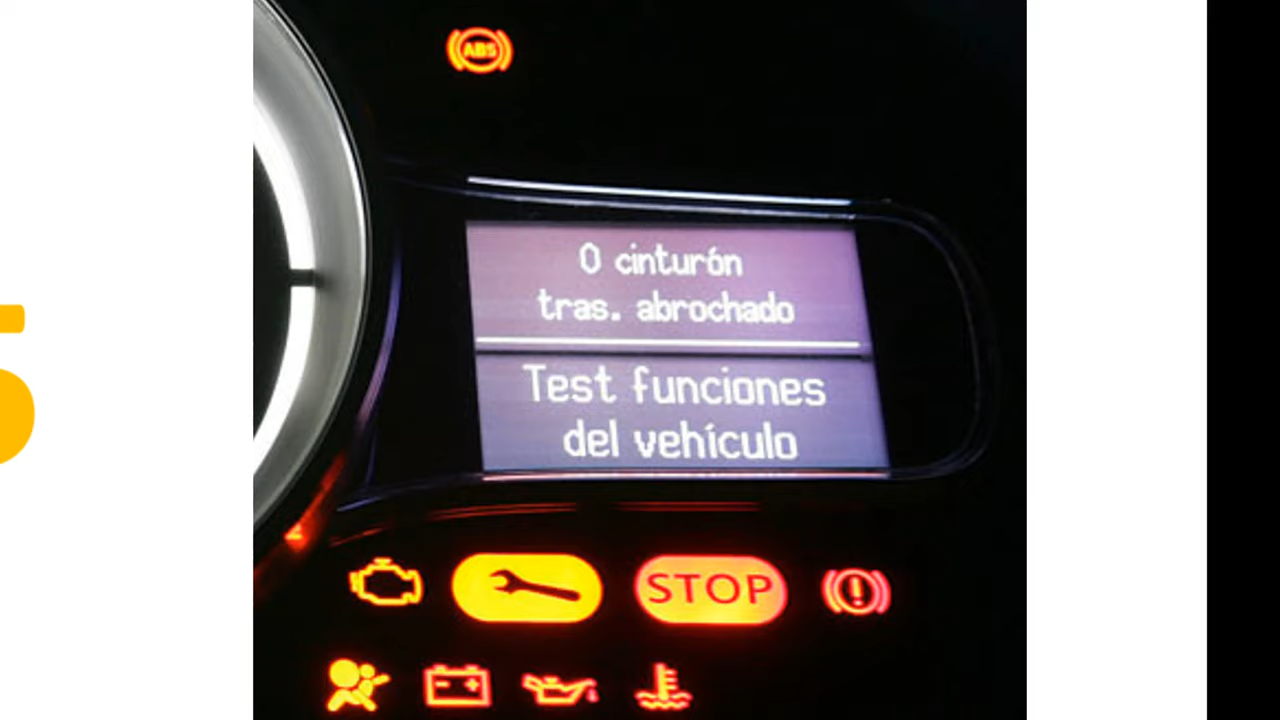 ABS
0 cinturón
tras. abrochado
Test funciones
del vehículo
STOP